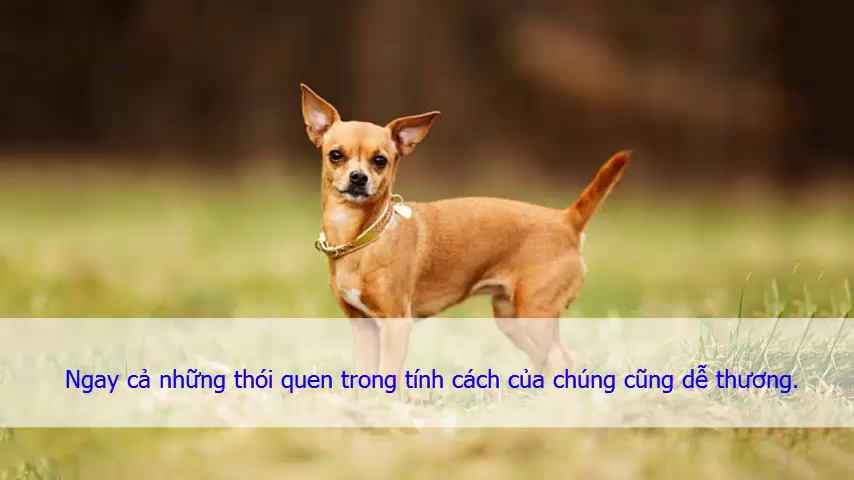 Ngay cả những thói quen trong tính cách của chúng cũng dễ thương.